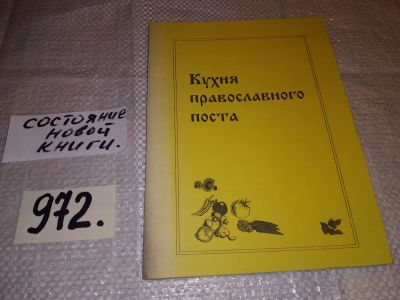 состояние
новой
книги.
972.
Кухня
православного
поста